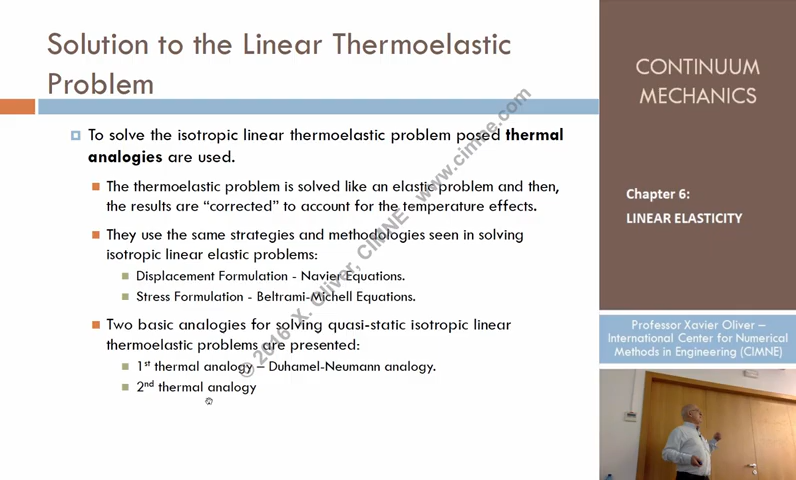 Solution to the Linear Thermoelastic
Problem
To solve the isotropic linear thermoelastic problem posed thermal
analogies are used.
The thermoelastic problem is solved like an elastic problem and then,
the results are “corrected” to account for the temperature effects.
They use the same strategies and methodologies seen in solving
isotropic linear elastic problems:
Displacement Formulation - Navier Equations.
Stress Formulation - Beltrami-Michell Equations.
Two basic analogies for solving quasi-static isotropic linear
thermoelastic problems are presented:
1st thermal analogy – Duhamel-Neumann analogy.
2nd thermal analogy
© 2016 X. Oliver, CIMNE - www.cimne.com
CONTINUUM
MECHANICS
Chapter 6:
LINEAR ELASTICITY
Professor Xavier Oliver –
International Center for Numerical
Methods in Engineering (CIMNE)